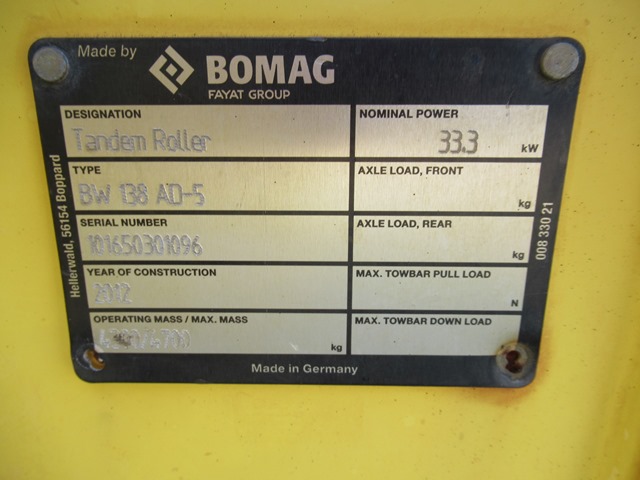 Made by
BOMAG
FAYAT GROUP
DESIGNATION
Tandem Roller
TYPE
BW 138 AD-5
SERIAL NUMBER
101650301096
YEAR OF CONSTRUCTION
2012
OPERATING MASS / MAX. MASS
kg
NOMINAL POWER
33.3 kW
AXLE LOAD, FRONT
kg
AXLE LOAD, REAR
kg
MAX. TOWBAR PULL LOAD
N
MAX. TOWBAR DOWN LOAD
Hellerwald, 56154 Boppard
008 330 21
Made in Germany